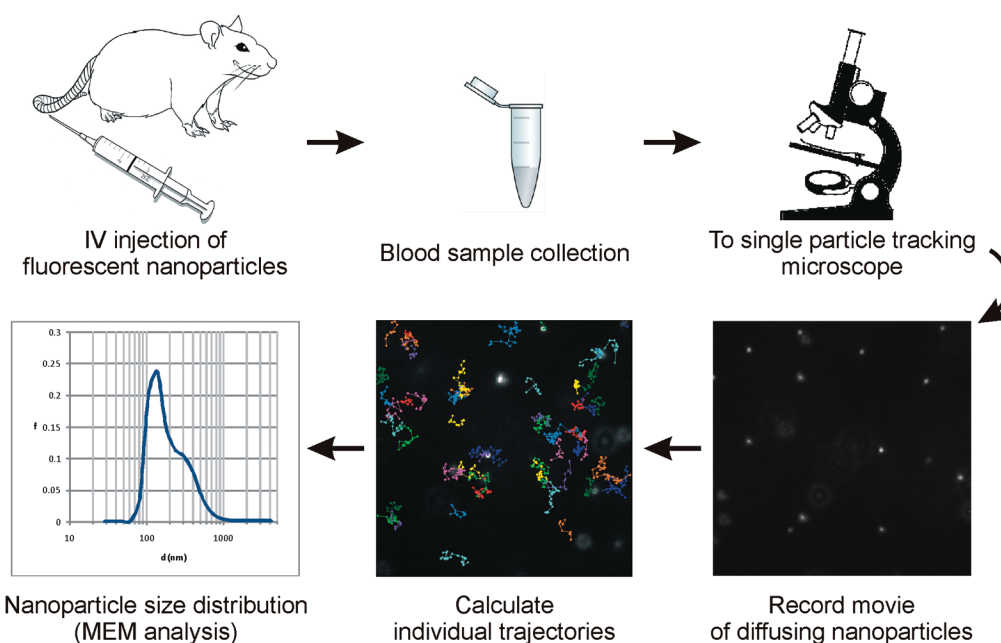 IV injection of
fluorescent nanoparticles
Blood sample collection
To single particle tracking
microscope
0.3
0.25
0.2
0.15
0.1
0.05
0
f
10
100
1000
d (nm)
Nanoparticle size distribution
(MEM analysis)
Calculate
individual trajectories
Record movie
of diffusing nanoparticles